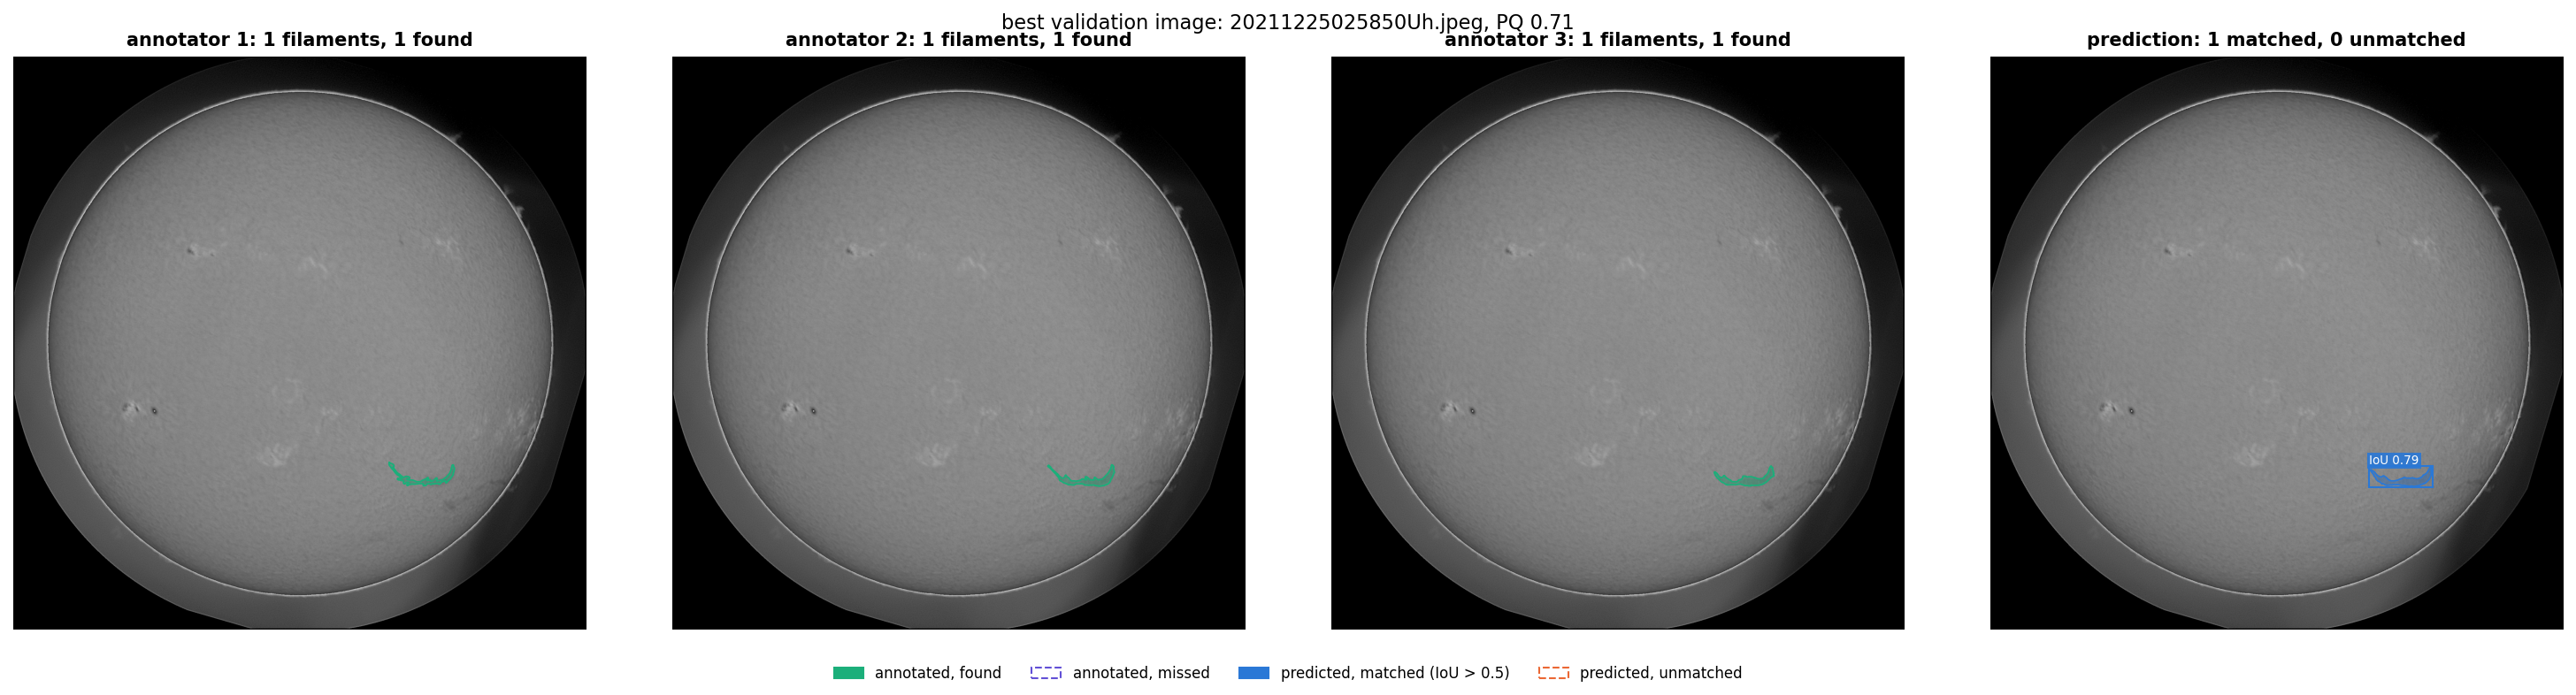 best validation image: 20211225025850Uh.jpeg, PQ 0.71
annotator 1: 1 filaments, 1 found
annotator 2: 1 filaments, 1 found
annotator 3: 1 filaments, 1 found
prediction: 1 matched, 0 unmatched
IoU 0.79
annotated, found
annotated, missed
predicted, matched (IoU > 0.5)
predicted, unmatched